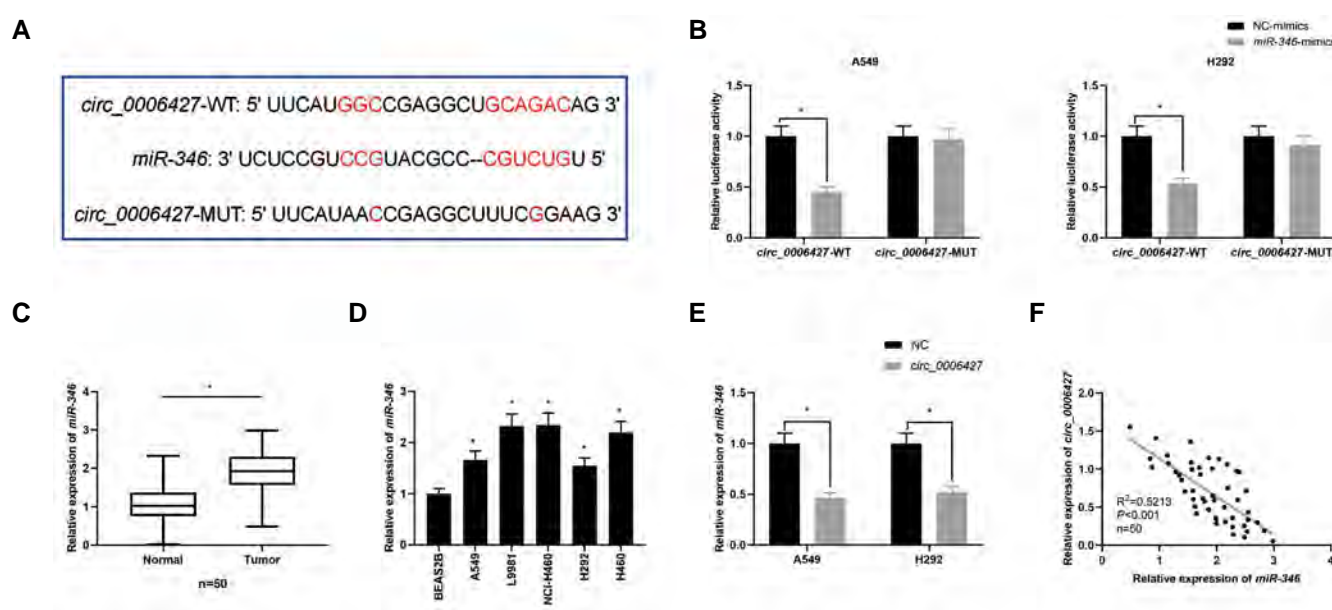 A
circ_0006427-WT: 5' UUCAUGGCCGAGGCUGCAGACAG 3'
miR-346: 3' UCUCCGUCCGUACGCC--CGUCUGU 5'
circ_0006427-MUT: 5' UUCAUAACCGAGGCUUUCGGAAG 3'
B
NC-mimics
miR-346-mimics
A549
Relative luciferase activity
1.5
1.0
0.5
0.0
*
circ_0006427-WT
circ_0006427-MUT
H292
Relative luciferase activity
1.5
1.0
0.5
0.0
*
circ_0006427-WT
circ_0006427-MUT
C
Relative expression of miR-346
4
3
2
1
0
*
Normal
Tumor
n=50
D
Relative expression of miR-346
3
2
1
0
*
*
*
*
*
BEAS2B
A549
L9981
NCI-H460
H292
H460
E
NC
circ_0006427
Relative expression of miR-346
1.5
1.0
0.5
0.0
*
*
A549
H292
F
Relative expression of circ_0006427
2.0
1.5
1.0
0.5
0.0
R²=0.5213
P<0.001
n=50
0
1
2
3
4
Relative expression of miR-346